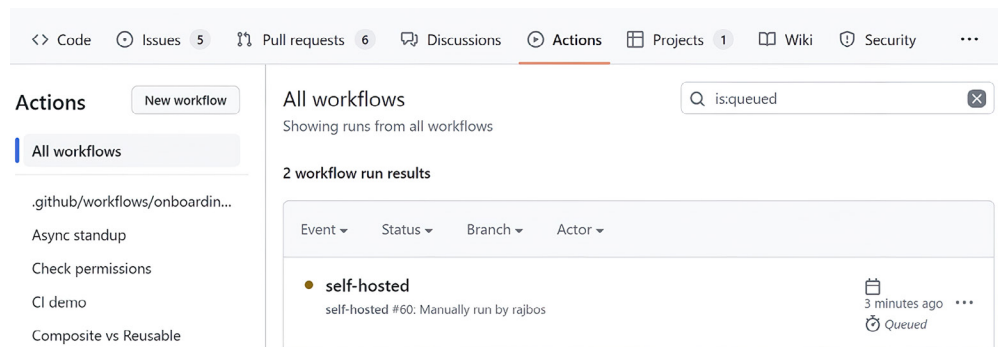 Code Issues 5 Pull requests 6 Discussions Actions Projects 1 Wiki Security ...
Actions New workflow
All workflows
.github/workflows/onboardin...
Async standup
Check permissions
CI demo
Composite vs Reusable
All workflows
is:queued
Showing runs from all workflows
2 workflow run results
Event Status Branch Actor
self-hosted
self-hosted #60: Manually run by rajbos
3 minutes ago ...
Queued